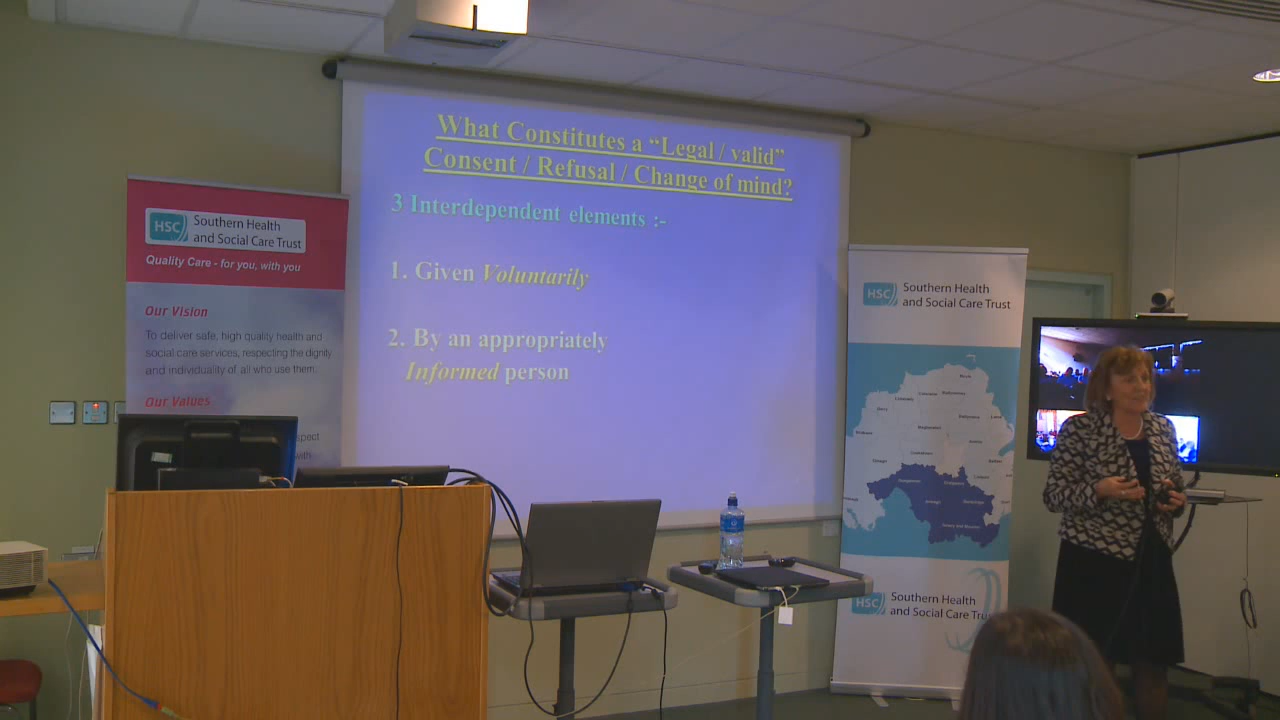 What Constitutes a “Legal / valid”
Consent / Refusal / Change of mind?
3 Interdependent elements :-
1. Given Voluntarily
2. By an appropriately
Informed person
HSC
Southern Health
and Social Care Trust
Quality Care - for you, with you
Our Vision
To deliver safe, high quality health and
social care services, respecting the dignity
and individuality of all who use them.
Our Values
HSC
Southern Health
and Social Care Trust
HSC
Southern Health
and Social Care